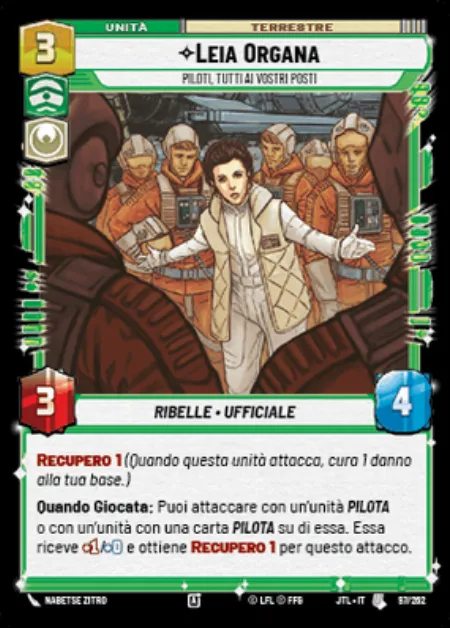 3
UNITÀ
TERRESTRE
LEIA ORGANA
PILOTI, TUTTI AI VOSTRI POSTI
3
RIBELLE • UFFICIALE
4
RECUPERO 1 (Quando questa unità attacca, cura 1 danno
alla tua base.)
Quando Giocata: Puoi attaccare con un'unità PILOTA
o con un'unità con una carta PILOTA su di essa. Essa
riceve +1/+0 e ottiene RECUPERO 1 per questo attacco.
NABETSE ZITRO
A
© LFL © FFG
JTL • IT
97/262